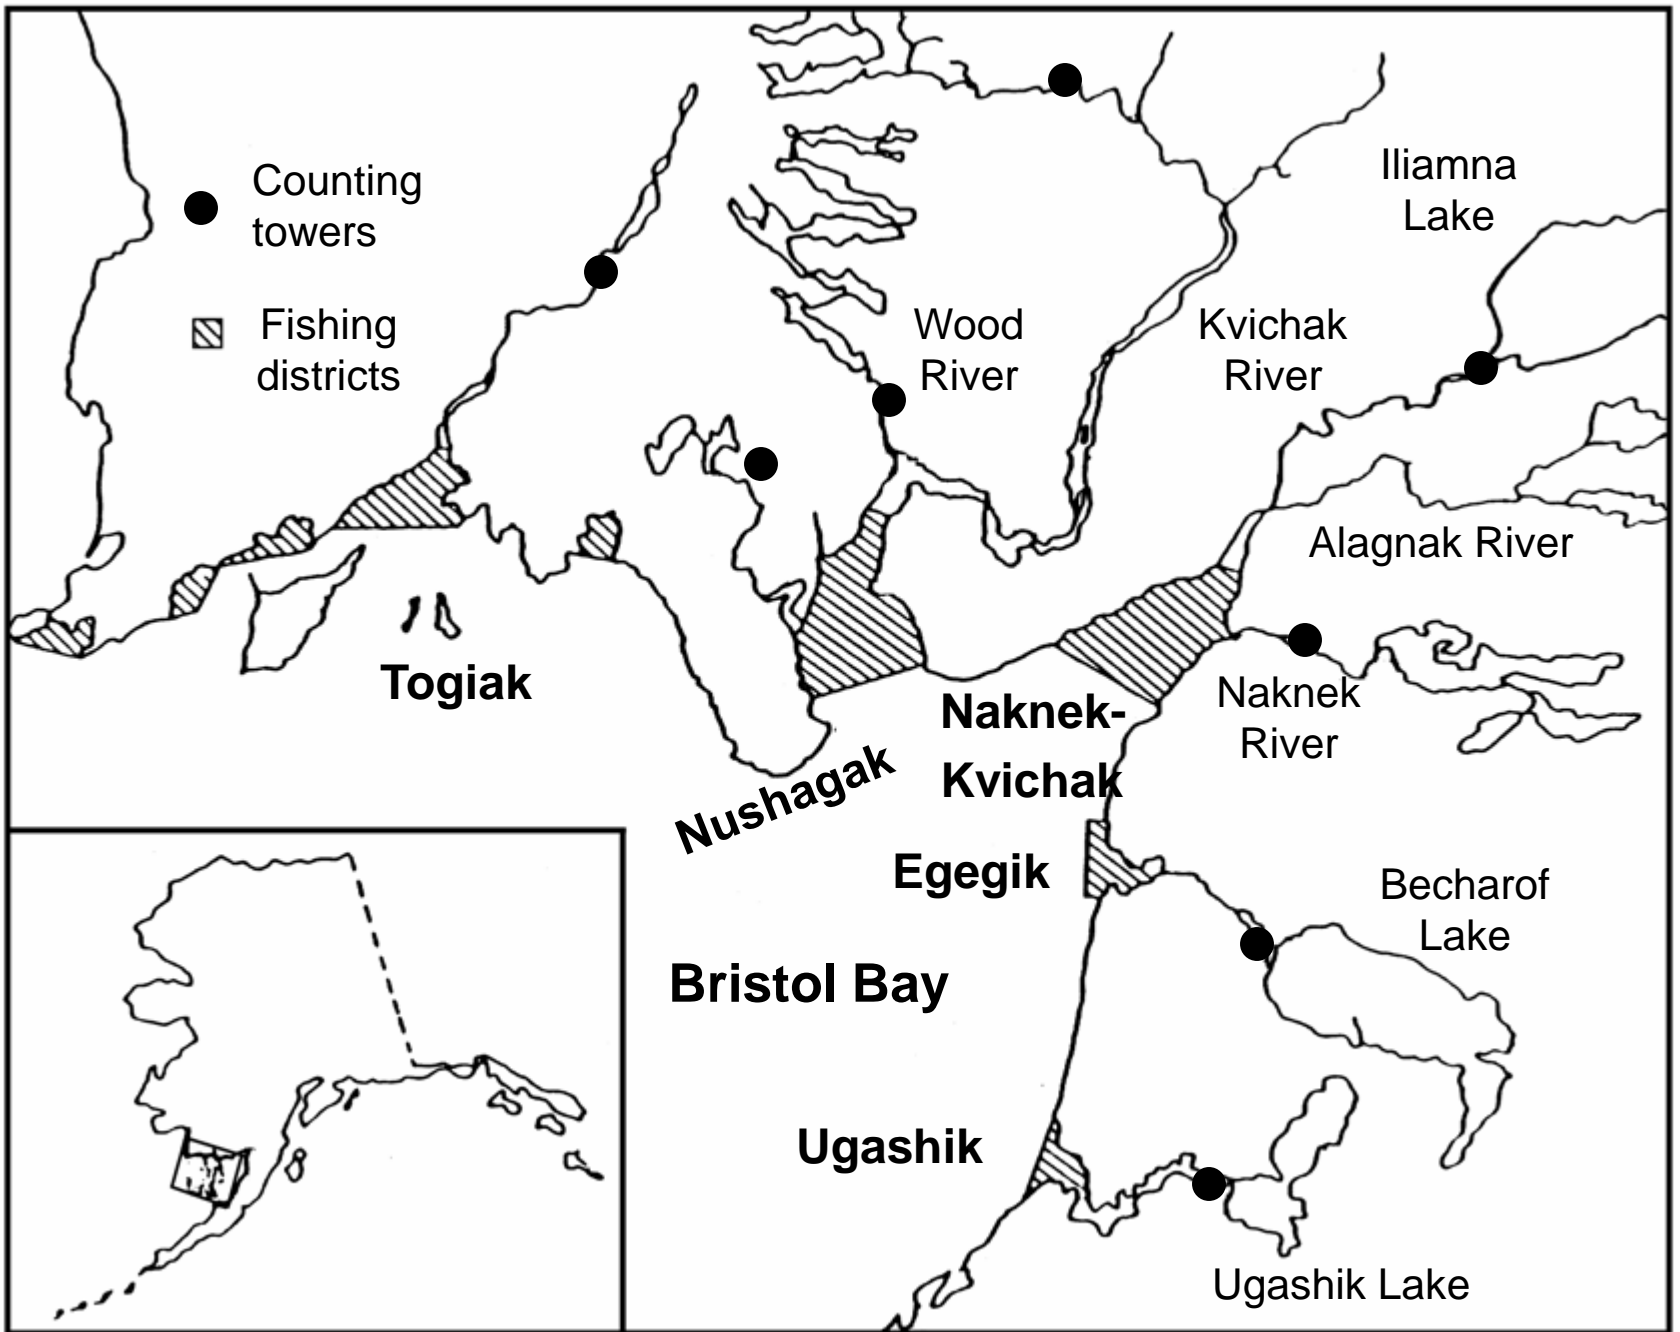 Counting
towers
Fishing
districts
Iliamna
Lake
Wood
River
Kvichak
River
Alagnak River
Togiak
Naknek-
Kvichak
Naknek
River
Nushagak
Egegik
Becharof
Lake
Bristol Bay
Ugashik
Ugashik Lake